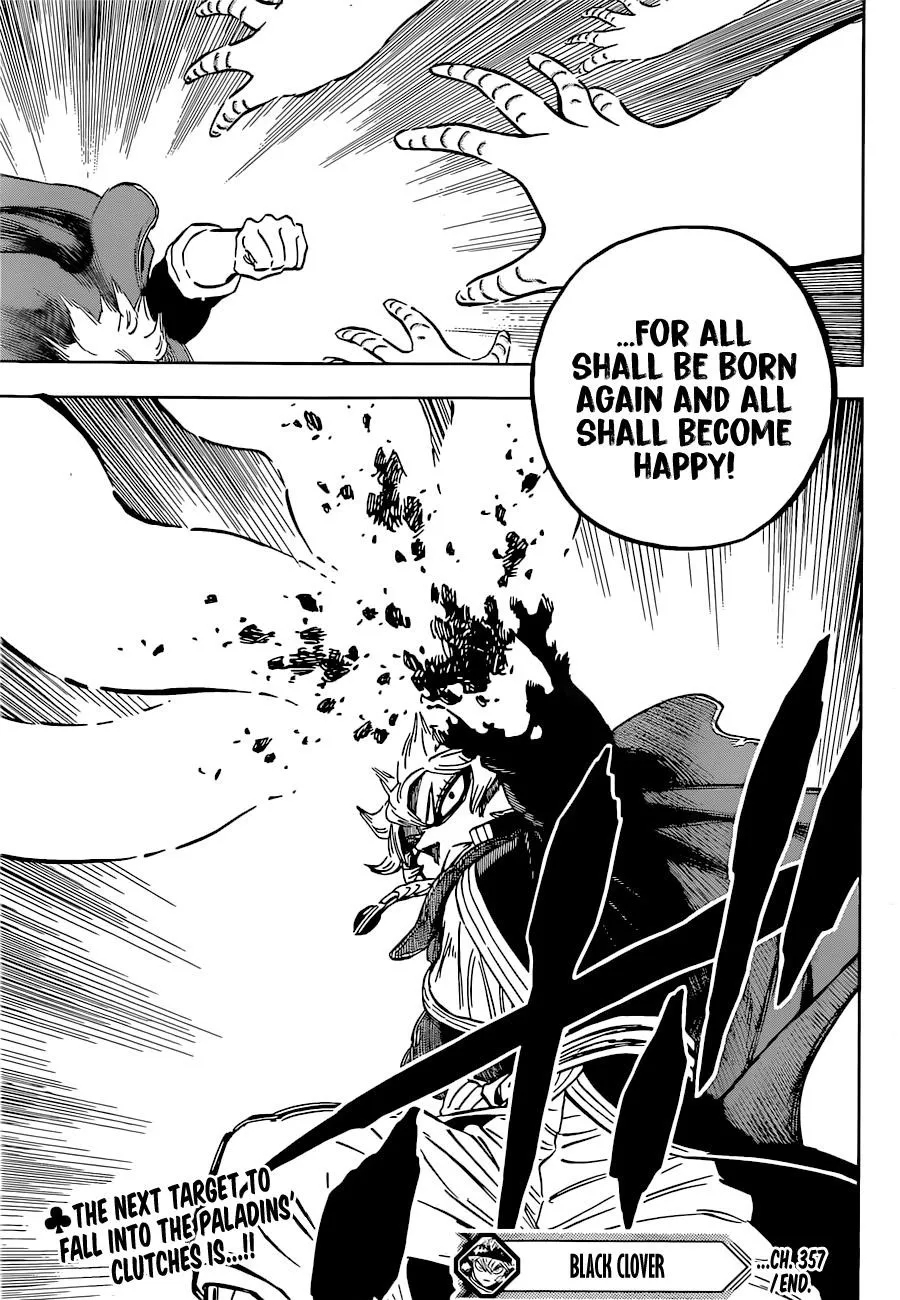 ...FOR ALL
SHALL BE BORN
AGAIN AND ALL
SHALL BECOME
HAPPY!
♣THE NEXT TARGET TO
FALL INTO THE PALADINS'
CLUTCHES IS...!!
BLACK CLOVER
...CH. 357
/END.